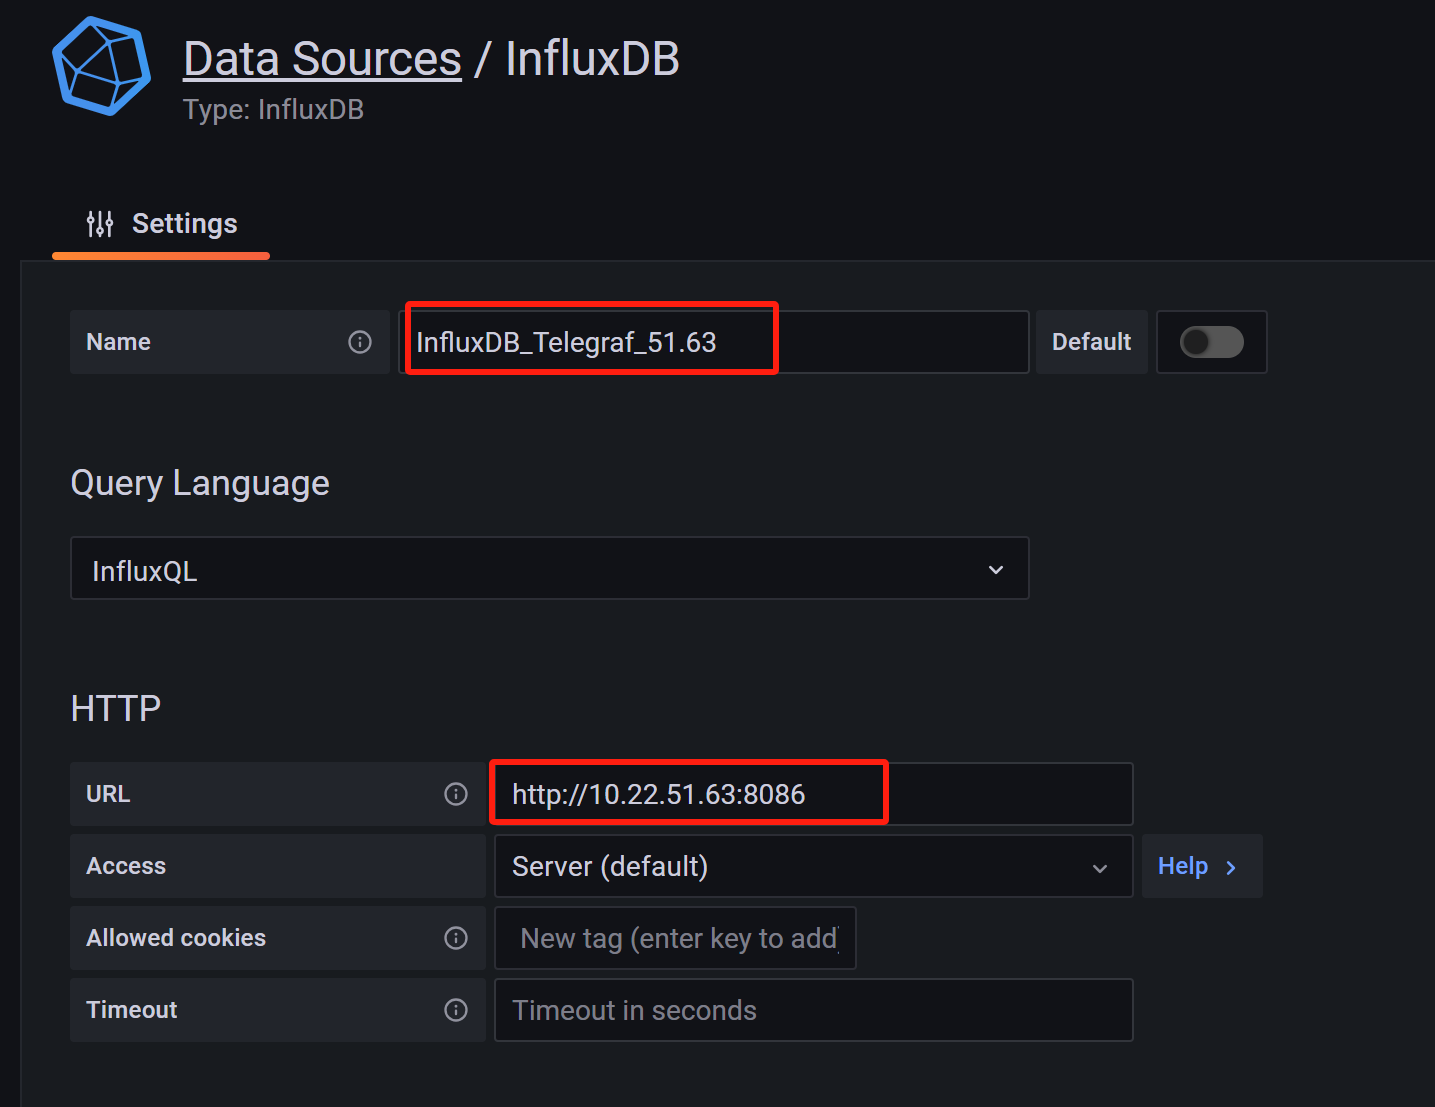 Data Sources / InfluxDB
Type: InfluxDB
Settings
Name InfluxDB_Telegraf_51.63 Default
Query Language
InfluxQL
HTTP
URL http://10.22.51.63:8086
Access Server (default) Help
Allowed cookies New tag (enter key to add)
Timeout Timeout in seconds